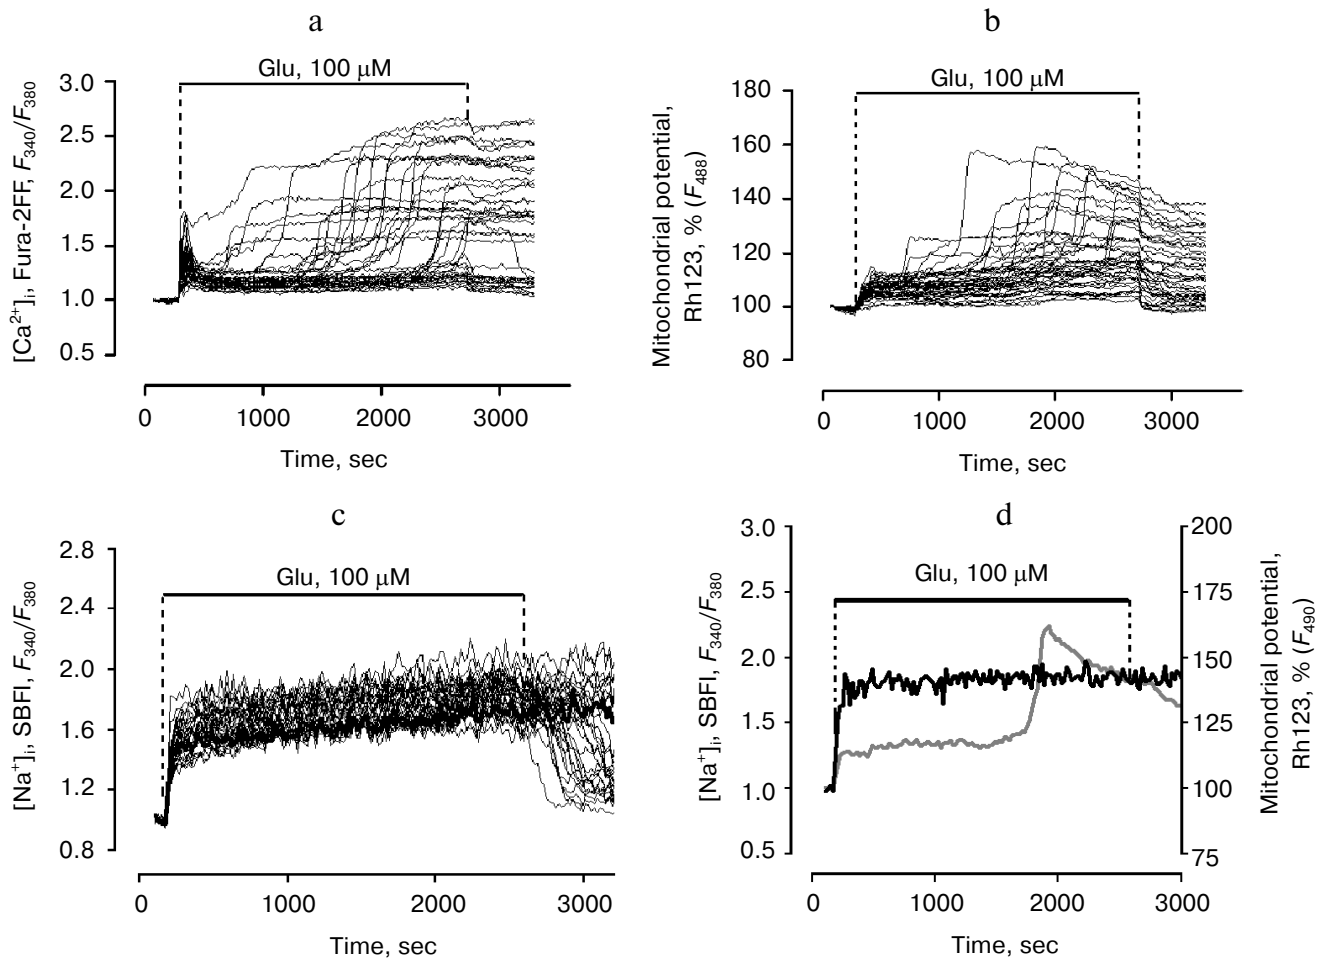 a
Glu, 100 μM
[Ca²⁺]ᵢ, Fura-2FF, F₃₄₀/F₃₈₀
3.0
2.5
2.0
1.5
1.0
0.5
0 1000 2000 3000
Time, sec
b
Glu, 100 μM
Mitochondrial potential,
Rh123, % (F₄₈₈)
180
160
140
120
100
80
0 1000 2000 3000
Time, sec
c
Glu, 100 μM
[Na⁺]ᵢ, SBFI, F₃₄₀/F₃₈₀
2.8
2.4
2.0
1.6
1.2
0.8
0 1000 2000 3000
Time, sec
d
Glu, 100 μM
[Na⁺]ᵢ, SBFI, F₃₄₀/F₃₈₀
3.0
2.5
2.0
1.5
1.0
0.5
200
175
150
125
100
75
Mitochondrial potential,
Rh123, % (F₄₉₀)
0 1000 2000 3000
Time, sec